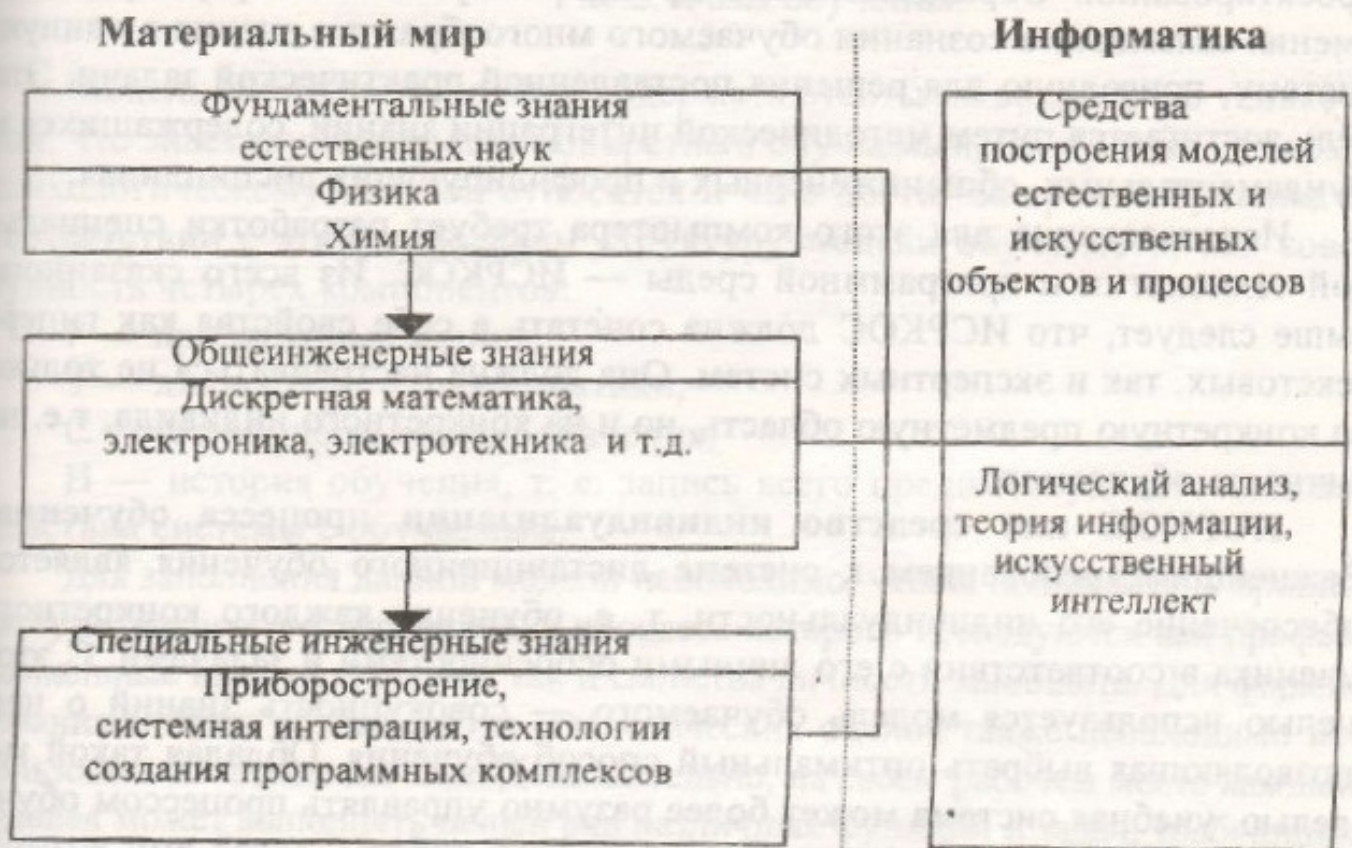 Материальный мир
Фундаментальные знания
естественных наук
Физика
Химия
Общеинженерные знания
Дискретная математика,
электроника, электротехника и т.д.
Специальные инженерные знания
Приборостроение,
системная интеграция, технологии
создания программных комплексов
Информатика
Средства
построения моделей
естественных и
искусственных
объектов и процессов
Логический анализ,
теория информации,
искусственный
интеллект